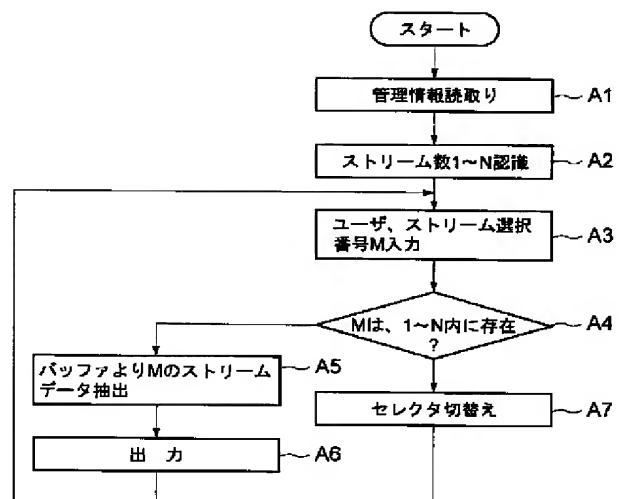 スタート
管理情報読取り
A1
ストリーム数1〜N認識
A2
ユーザ、ストリーム選択
番号M入力
A3
Mは、1〜N内に存在
?
A4
バッファよりMのストリーム
データ抽出
A5
セレクタ切替え
A7
出 力
A6